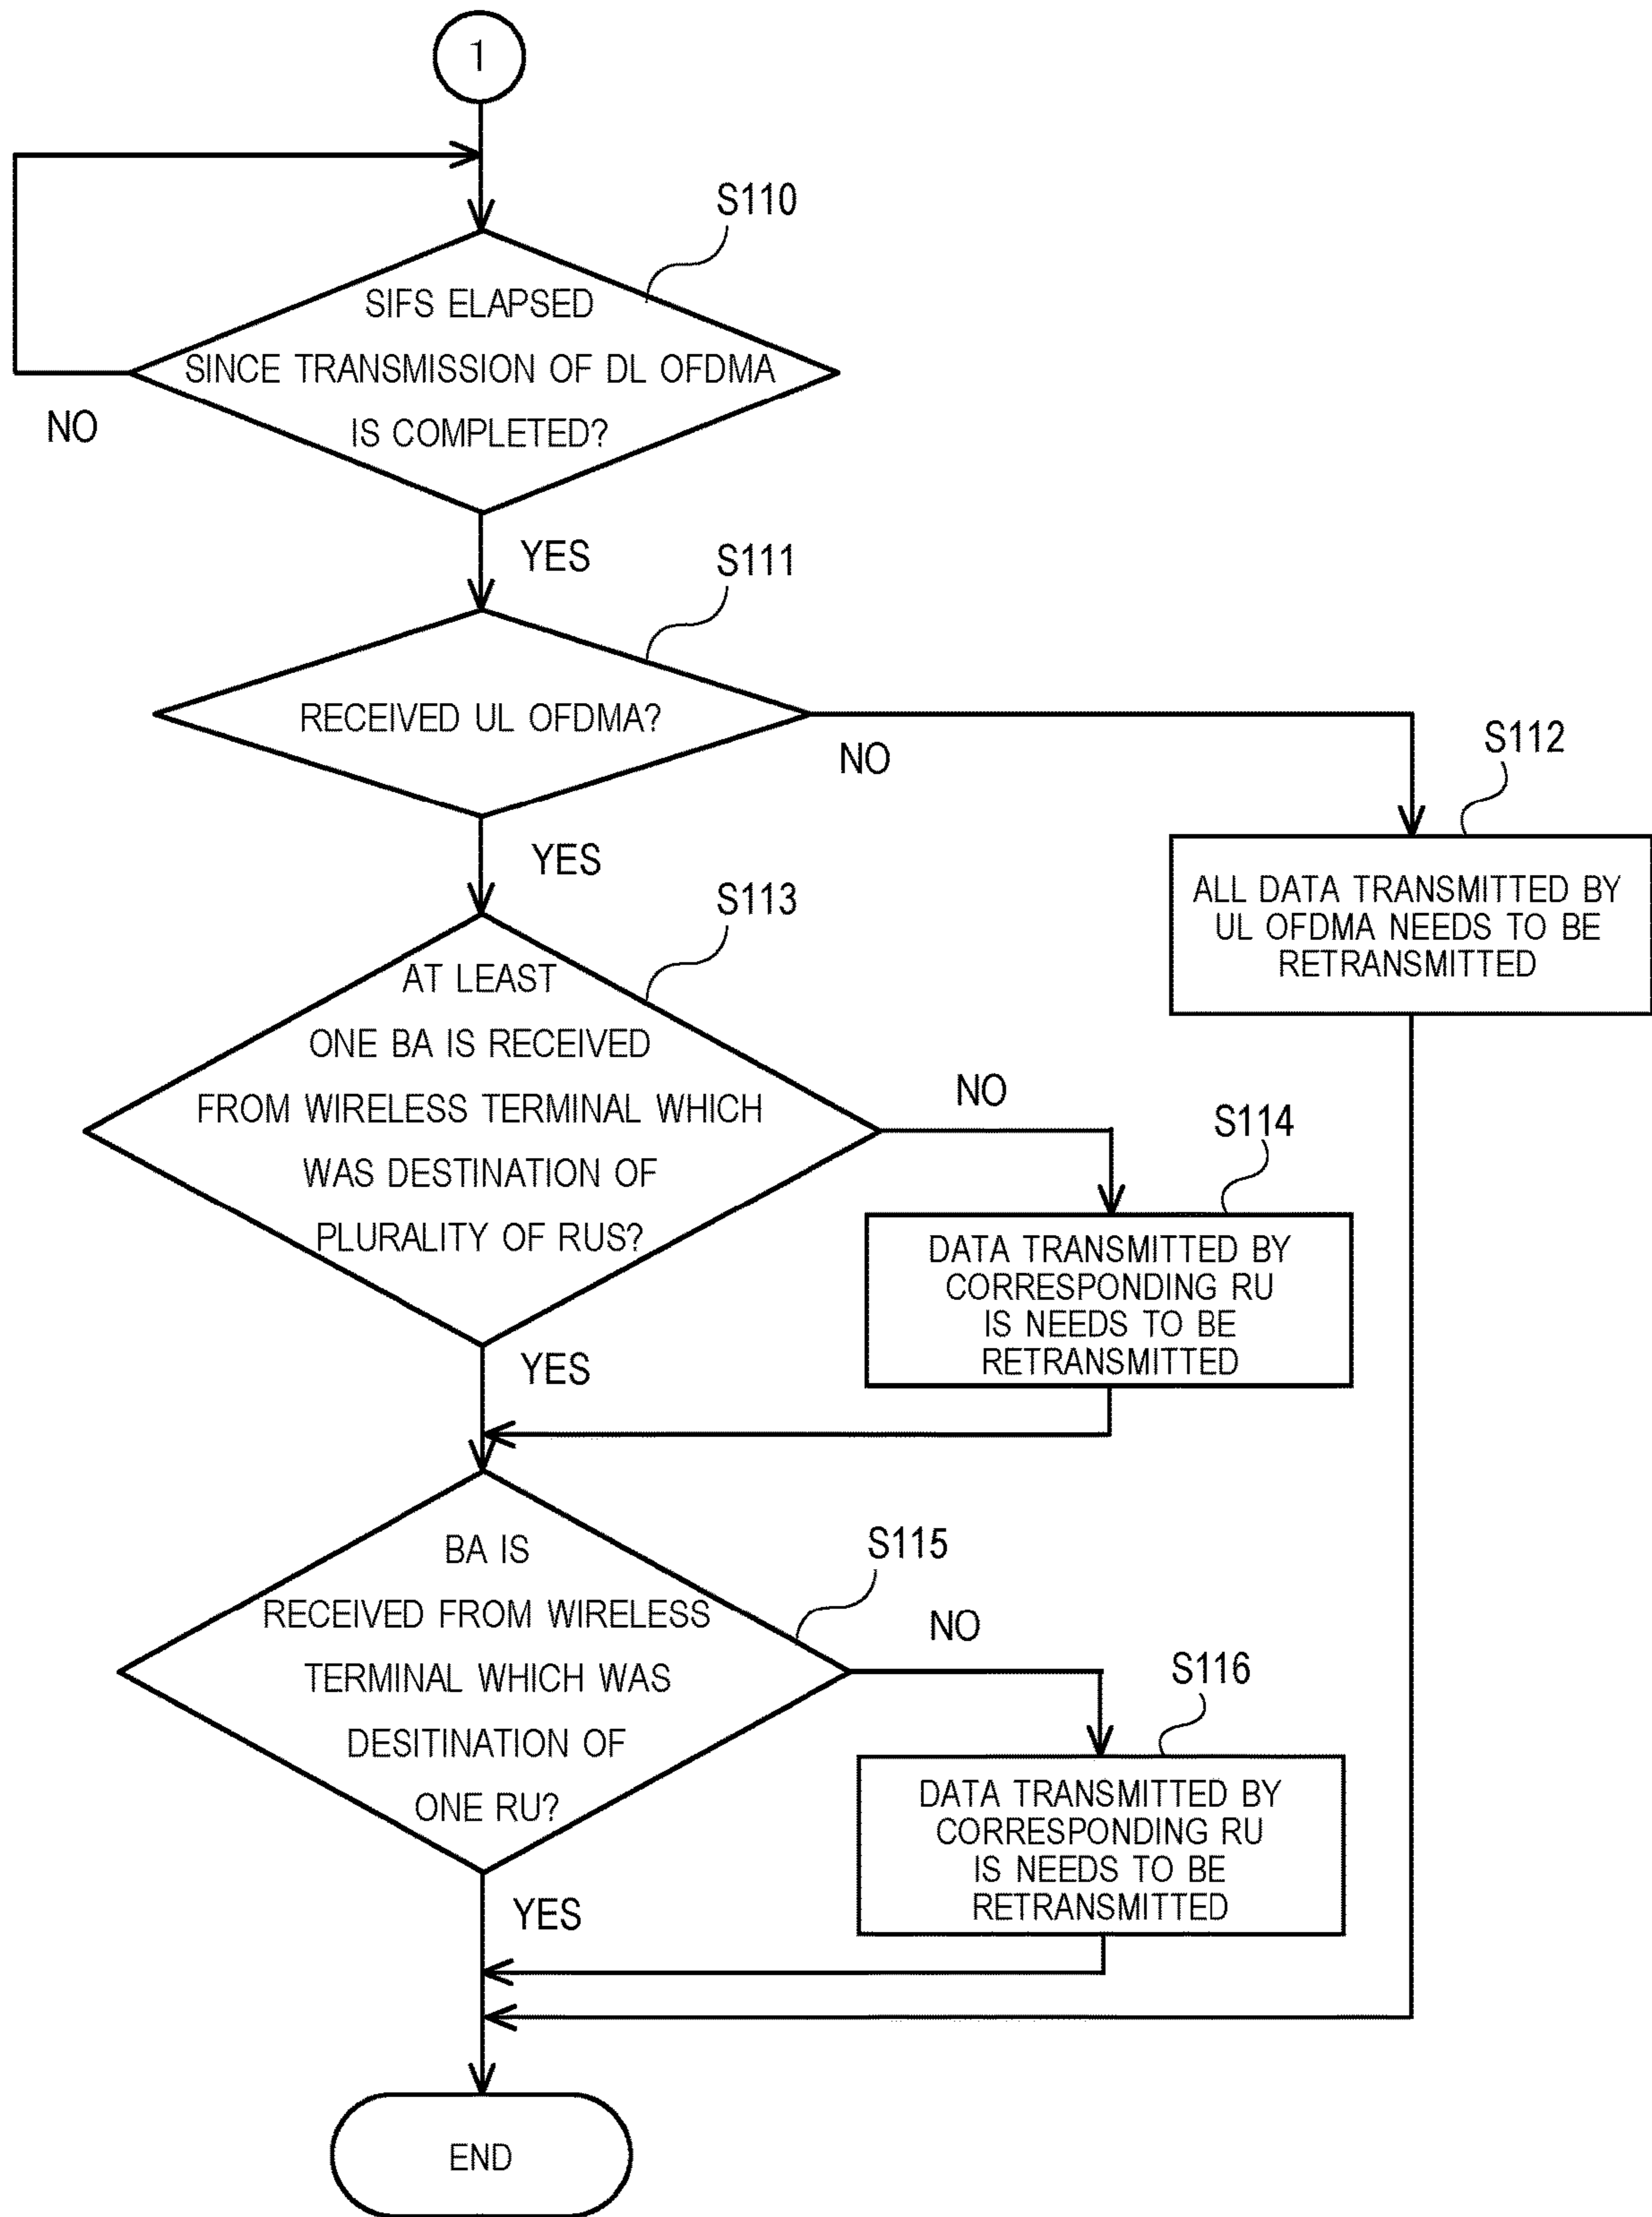 1
S110
SIFS ELAPSED
SINCE TRANSMISSION OF DL OFDMA
IS COMPLETED?
NO
YES
S111
RECEIVED UL OFDMA?
NO
YES
S112
ALL DATA TRANSMITTED BY
UL OFDMA NEEDS TO BE
RETRANSMITTED
S113
AT LEAST
ONE BA IS RECEIVED
FROM WIRELESS TERMINAL WHICH
WAS DESTINATION OF
PLURALITY OF RUS?
NO
YES
S114
DATA TRANSMITTED BY
CORRESPONDING RU
IS NEEDS TO BE
RETRANSMITTED
S115
BA IS
RECEIVED FROM WIRELESS
TERMINAL WHICH WAS
DESITINATION OF
ONE RU?
NO
YES
S116
DATA TRANSMITTED BY
CORRESPONDING RU
IS NEEDS TO BE
RETRANSMITTED
END